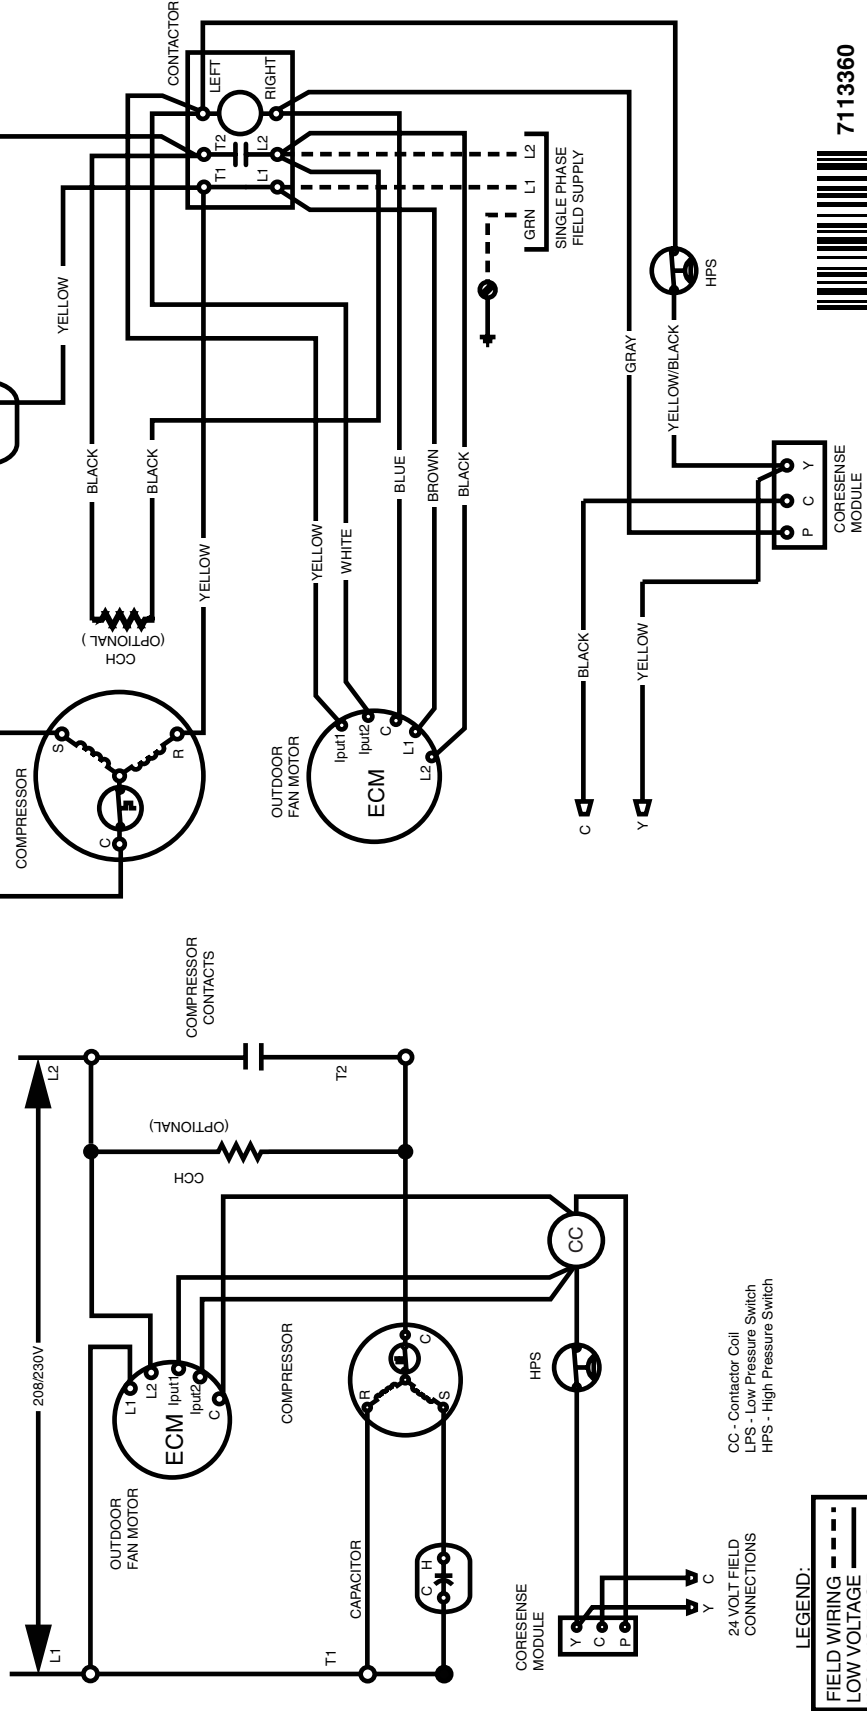 CONTACTOR
LEFT
RIGHT
T2
L2
T1
L1
L2
L1
GRN
SINGLE PHASE
FIELD SUPPLY
7113360
YELLOW
HPS
GRAY
YELLOW/BLACK
BLACK
BLACK
BLUE
BROWN
BLACK
YELLOW
WHITE
YELLOW
Y
C
P
CORESENSE
MODULE
CCH
(OPTIONAL)
BLACK
YELLOW
COMPRESSOR
S
R
C
OUTDOOR
FAN MOTOR
ECM
Iput1
Iput2
C
L1
L2
C
Y
COMPRESSOR
CONTACTS
L2
T2
CCH
(OPTIONAL)
208/230V
CC
HPS
OUTDOOR
FAN MOTOR
ECM
L1
L2
Iput1
Iput2
C
COMPRESSOR
R
C
S
CAPACITOR
C
H
L1
T1
CORESENSE
MODULE
Y
C
P
Y
C
24 VOLT FIELD
CONNECTIONS
CC - Contactor Coil
LPS - Low Pressure Switch
HPS - High Pressure Switch
LEGEND:
FIELD WIRING
LOW VOLTAGE